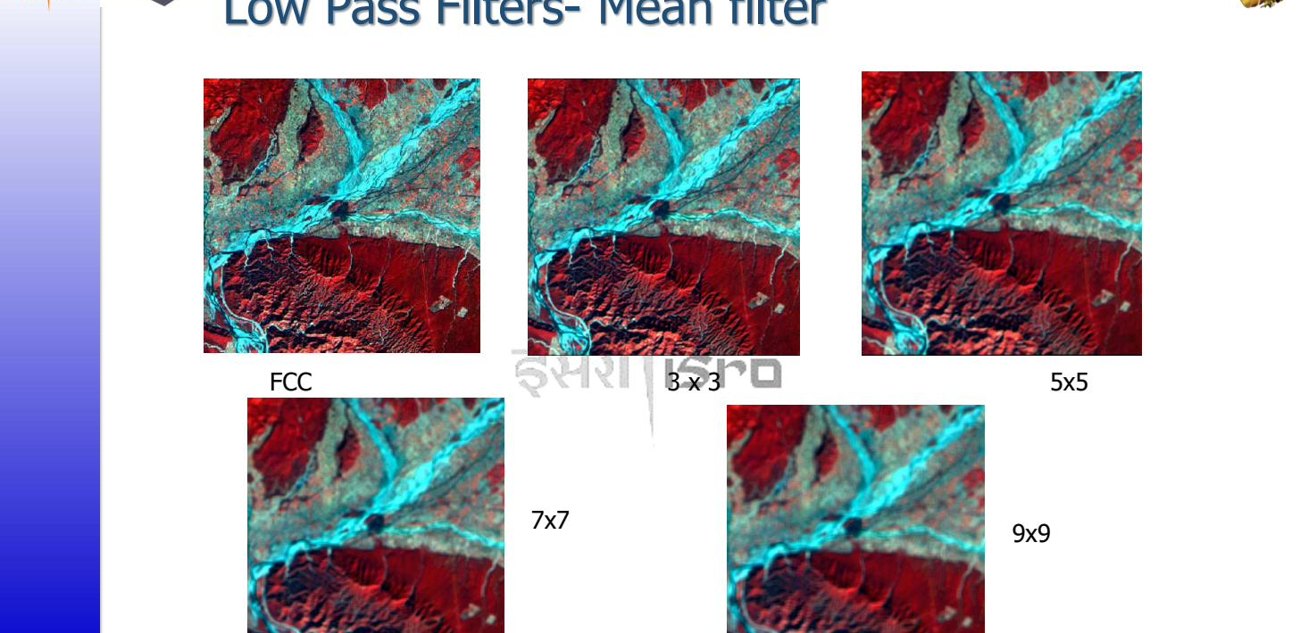 Low Pass Filters- Mean filter
FCC
इसरो isro
3 x 3
5x5
7x7
9x9